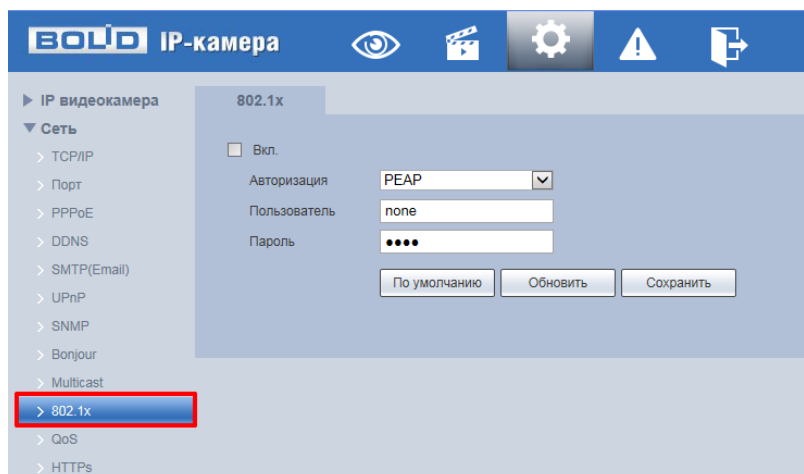 BOLID IP-камера
IP видеокамера
Сеть
TCP/IP
Порт
PPPoE
DDNS
SMTP(Email)
UPnP
SNMP
Bonjour
Multicast
802.1x
QoS
HTTPs
802.1x
Вкл.
Авторизация PEAP
Пользователь none
Пароль ••••
По умолчанию Обновить Сохранить